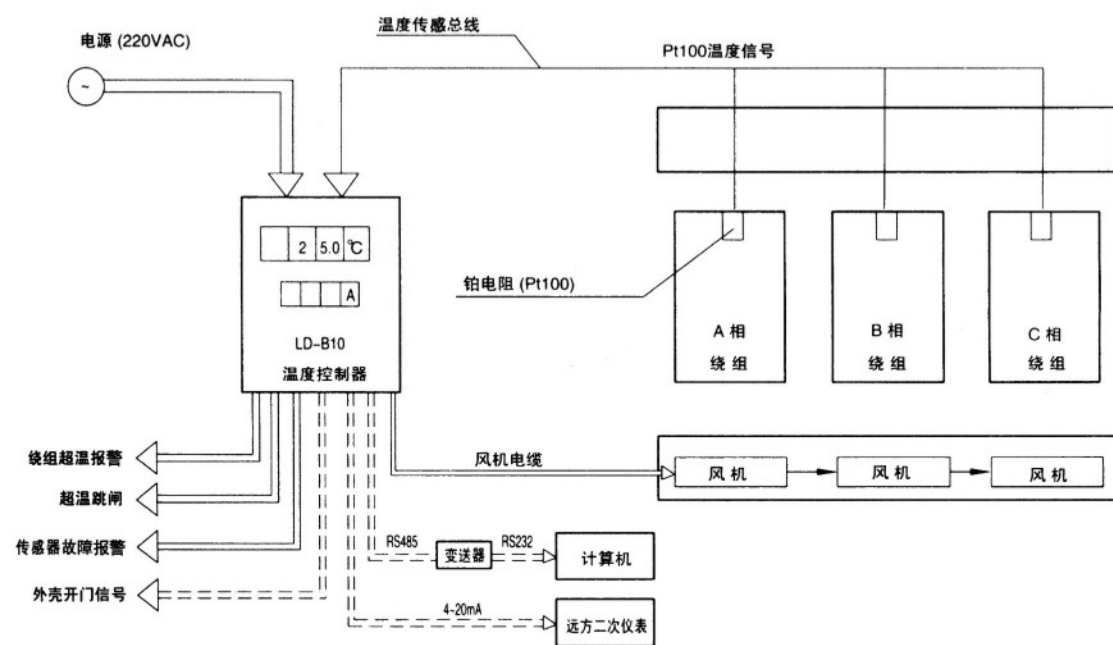 温度传感总线
电源 (220VAC)
Pt100温度信号
~
2 5.0 ℃
A
铂电阻 (Pt100)
LD-B10
温度控制器
A 相
绕 组
B 相
绕 组
C 相
绕 组
绕组超温报警
风机电缆
风 机
风 机
风 机
超温跳闸
传感器故障报警
RS485
变送器
RS232
计算机
外壳开门信号
4-20mA
远方二次仪表